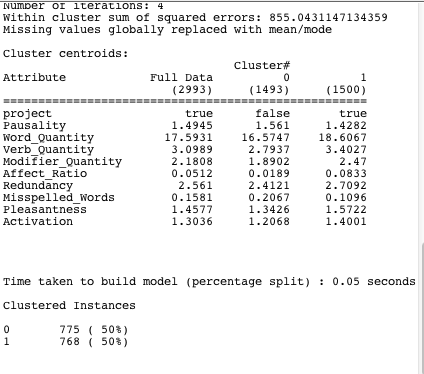 Number of iterations: 4
Within cluster sum of squared errors: 855.0431147134359
Missing values globally replaced with mean/mode
Cluster centroids:
Cluster#
Attribute Full Data 0 1
(2993) (1493) (1500)
=========================================================
project true false true
Pausality 1.4945 1.561 1.4282
Word_Quantity 17.5931 16.5747 18.6067
Verb_Quantity 3.0989 2.7937 3.4027
Modifier_Quantity 2.1808 1.8902 2.47
Affect_Ratio 0.0512 0.0189 0.0833
Redundancy 2.561 2.4121 2.7092
Misspelled_Words 0.1581 0.2067 0.1096
Pleasantness 1.4577 1.3426 1.5722
Activation 1.3036 1.2068 1.4001
Time taken to build model (percentage split) : 0.05 seconds
Clustered Instances
0 775 ( 50%)
1 768 ( 50%)